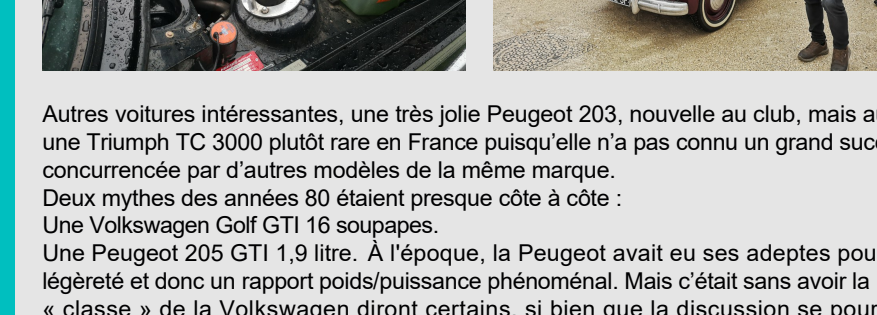 Autres voitures intéressantes, une très jolie Peugeot 203, nouvelle au club, mais
une Triumph TC 3000 plutôt rare en France puisqu'elle n'a pas connu un grand
concurrencée par d'autres modèles de la même marque.
Deux mythes des années 80 étaient presque côte à côte :
Une Volkswagen Golf GTI 16 soupapes.
Une Peugeot 205 GTI 1,9 litre. À l'époque, la Peugeot avait eu ses adeptes
légèreté et donc un rapport poids/puissance phénoménal. Mais c'était sans avoir la
« classe » de la Volkswagen diront certains, si bien que la discussion se